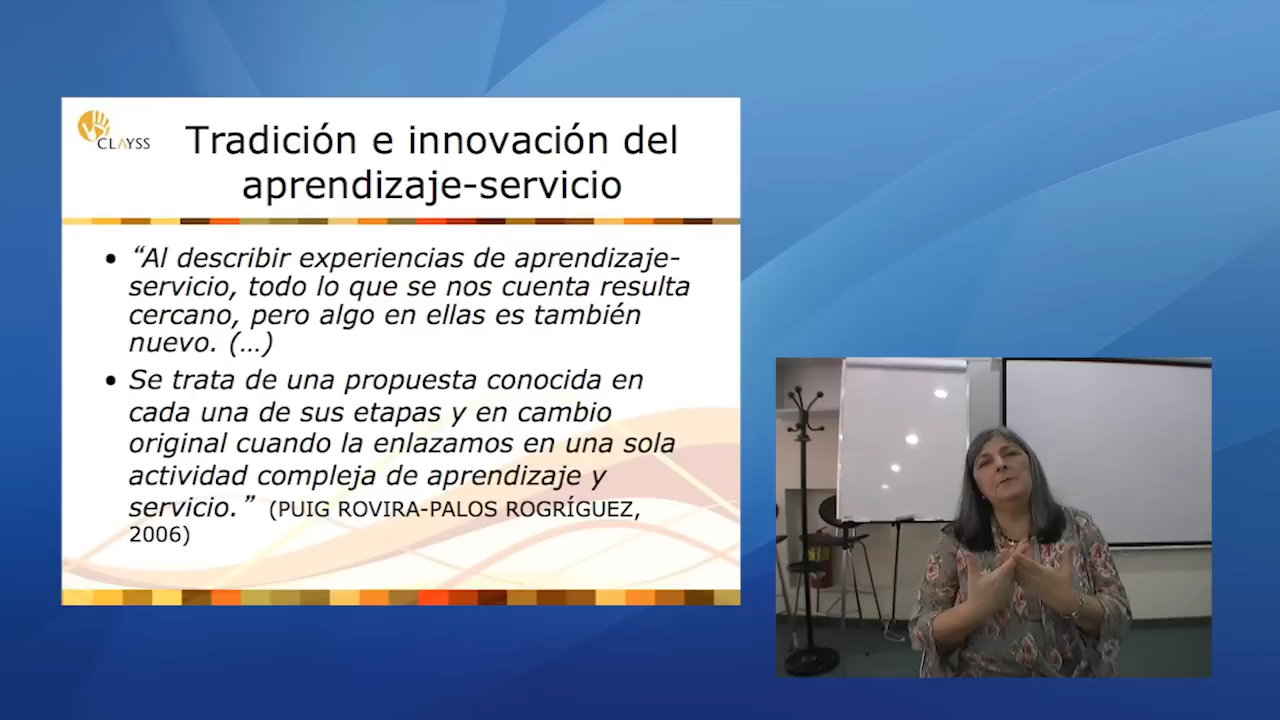 CLAYSS
Tradición e innovación del
aprendizaje-servicio
• “Al describir experiencias de aprendizaje-
servicio, todo lo que se nos cuenta resulta
cercano, pero algo en ellas es también
nuevo. (…)
• Se trata de una propuesta conocida en
cada una de sus etapas y en cambio
original cuando la enlazamos en una sola
actividad compleja de aprendizaje y
servicio.” (PUIG ROVIRA-PALOS ROGRÍGUEZ,
2006)